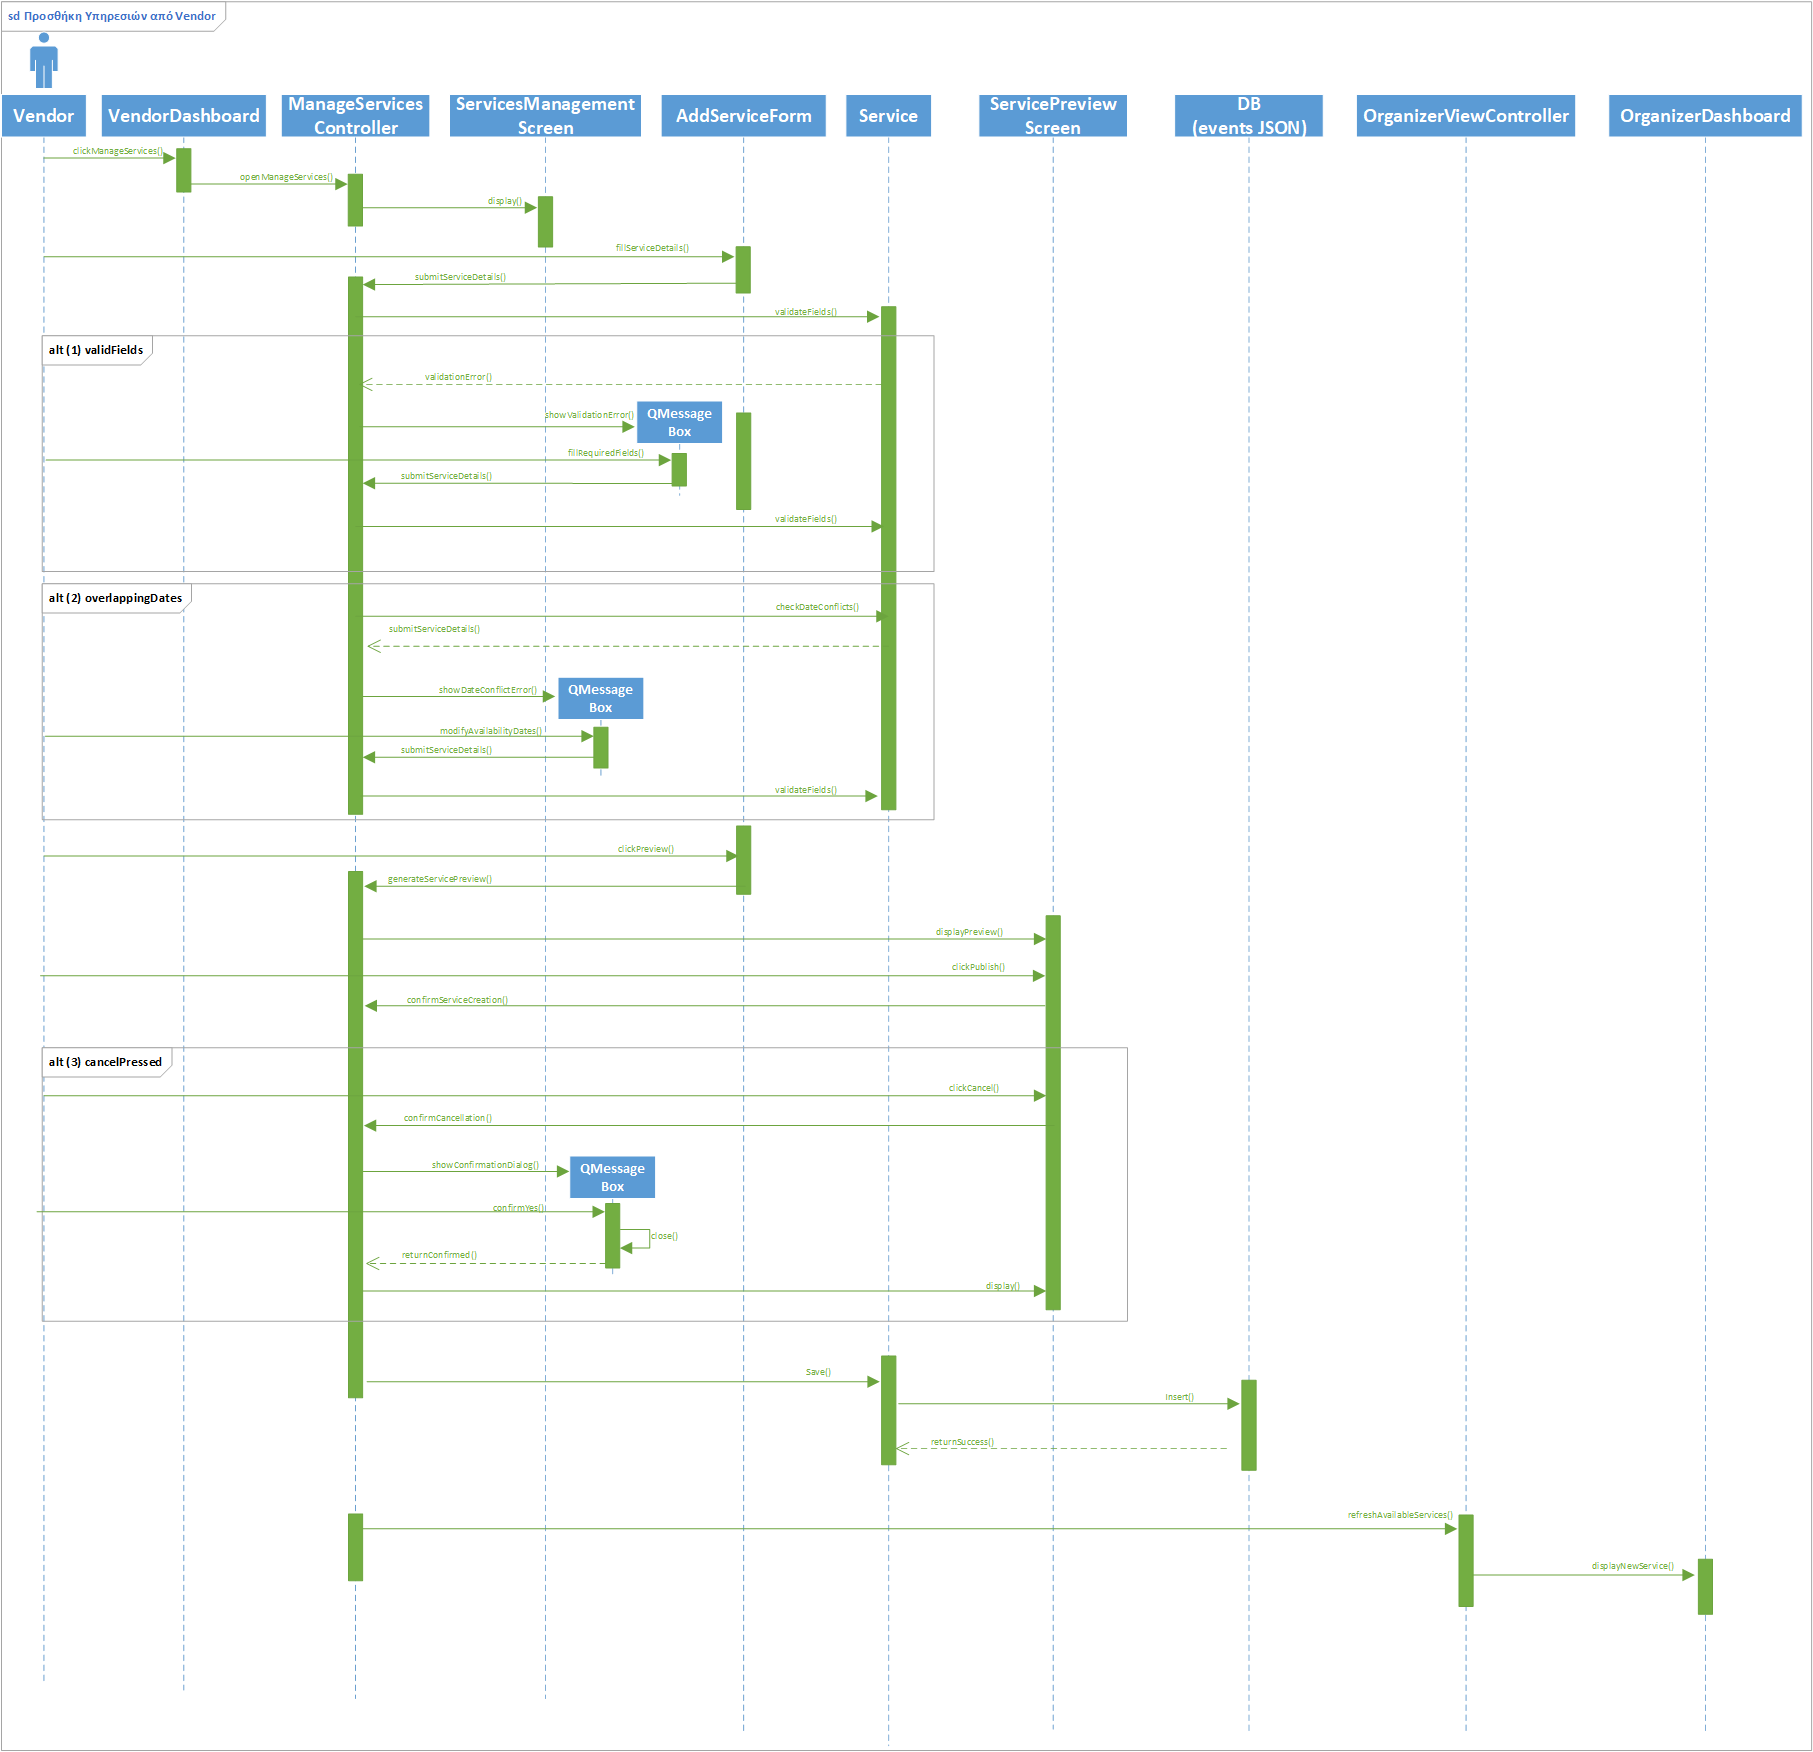 sd Προσθήκη Υπηρεσιών από Vendor
Vendor
VendorDashboard
ManageServices
Controller
ServicesManagement
Screen
AddServiceForm
Service
ServicePreview
Screen
DB
(events JSON)
OrganizerViewController
OrganizerDashboard
clickManageServices()
openManageServices()
display()
fillServiceDetails()
submitServiceDetails()
validateFields()
alt (1) validFields
validationError()
showValidationError()
QMessage
Box
fillRequiredFields()
submitServiceDetails()
validateFields()
alt (2) overlappingDates
checkDateConflicts()
submitServiceDetails()
showDateConflictError()
QMessage
Box
modifyAvailabilityDates()
submitServiceDetails()
validateFields()
clickPreview()
generateServicePreview()
displayPreview()
clickPublish()
confirmServiceCreation()
alt (3) cancelPressed
clickCancel()
confirmCancellation()
showConfirmationDialog()
QMessage
Box
confirmYes()
close()
returnConfirmed()
display()
Save()
Insert()
returnSuccess()
refreshAvailableServices()
displayNewService()